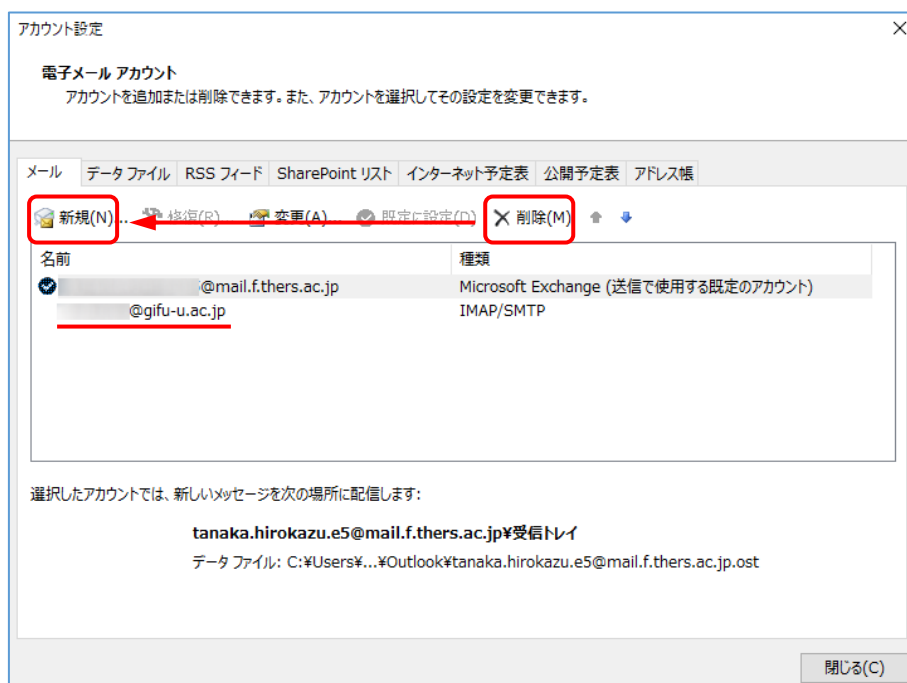 アカウント設定
電子メール アカウント
アカウントを追加または削除できます。また、アカウントを選択してその設定を変更できます。
メール データ ファイル RSS フィード SharePoint リスト インターネット予定表 公開予定表 アドレス帳
新規(N)... 修復(R)... 変更(A)... 既定に設定(D) 削除(M)
名前 種類
@mail.f.thers.ac.jp Microsoft Exchange (送信で使用する既定のアカウント)
@gifu-u.ac.jp IMAP/SMTP
選択したアカウントでは、新しいメッセージを次の場所に配信します:
tanaka.hirokazu.e5@mail.f.thers.ac.jp¥受信トレイ
データ ファイル: C:¥Users¥...¥Outlook¥tanaka.hirokazu.e5@mail.f.thers.ac.jp.ost
閉じる(C)